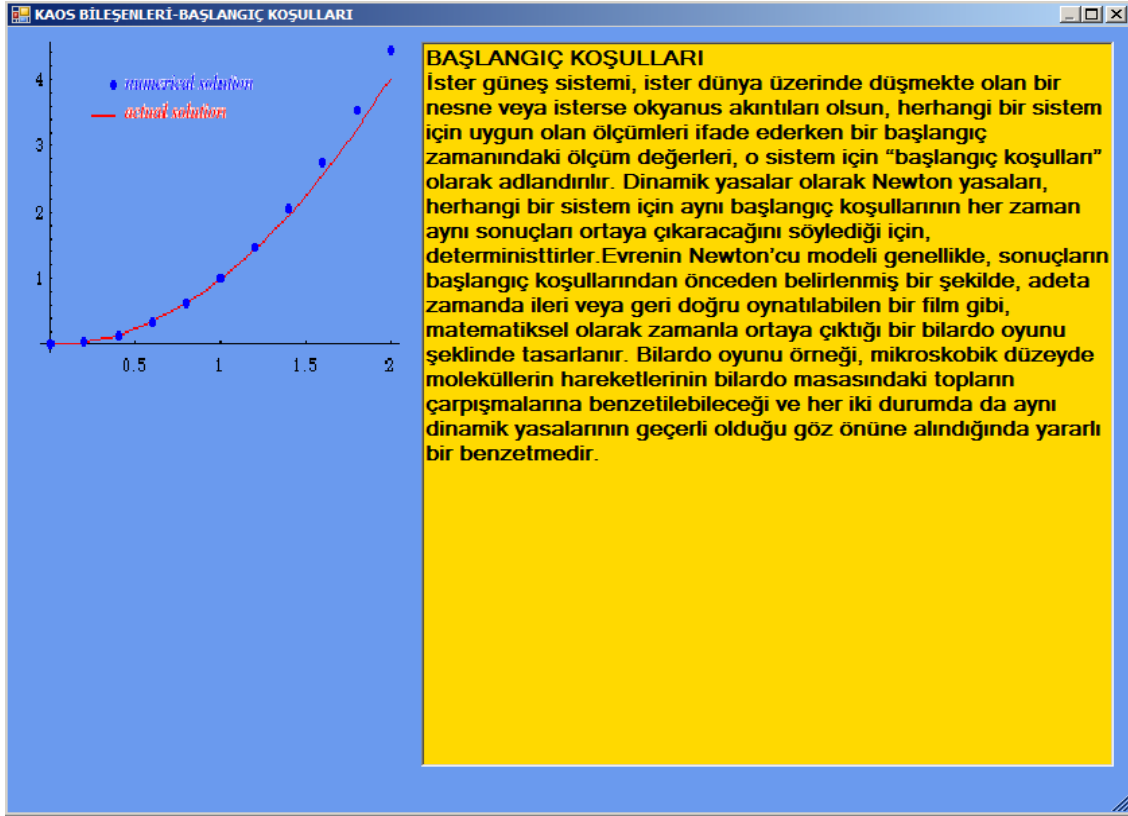 KAOS BİLEŞENLERİ-BAŞLANGIÇ KOŞULLARI
4
3
2
1
numerical solution
actual solution
0.5 1 1.5 2
BAŞLANGIÇ KOŞULLARI
İster güneş sistemi, ister dünya üzerinde düşmekte olan bir
nesne veya isterse okyanus akıntıları olsun, herhangi bir sistem
için uygun olan ölçümleri ifade ederken bir başlangıç
zamanındaki ölçüm değerleri, o sistem için “başlangıç koşulları”
olarak adlandırılır. Dinamik yasalar olarak Newton yasaları,
herhangi bir sistem için aynı başlangıç koşullarının her zaman
aynı sonuçları ortaya çıkaracağını söylediği için,
deterministtirler.Evrenin Newton'cu modeli genellikle, sonuçların
başlangıç koşullarından önceden belirlenmiş bir şekilde, adeta
zamanda ileri veya geri doğru oynatılabilen bir film gibi,
matematiksel olarak zamanla ortaya çıktığı bir bilardo oyunu
şeklinde tasarlanır. Bilardo oyunu örneği, mikroskobik düzeyde
moleküllerin hareketlerinin bilardo masasındaki topların
çarpışmalarına benzetilebileceği ve her iki durumda da aynı
dinamik yasalarının geçerli olduğu göz önüne alındığında yararlı
bir benzetmedir.